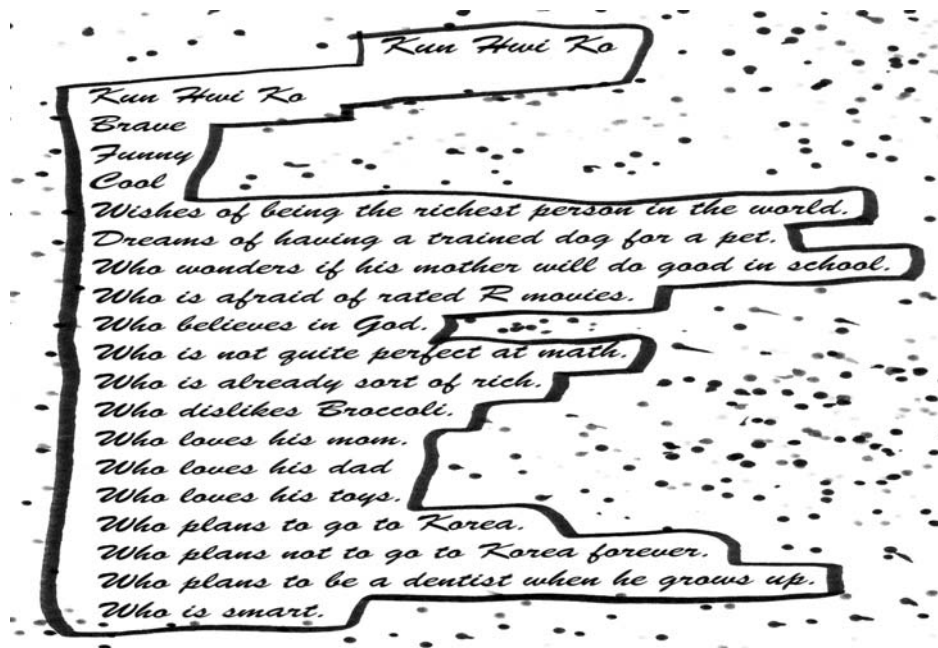 Kun Hwi Ko
Kun Hwi Ko
Brave
Funny
Cool
Wishes of being the richest person in the world.
Dreams of having a trained dog for a pet.
Who wonders if his mother will do good in school.
Who is afraid of rated R movies.
Who believes in God.
Who is not quite perfect at math.
Who is already sort of rich.
Who dislikes Broccoli.
Who loves his mom.
Who loves his dad
Who loves his toys.
Who plans to go to Korea.
Who plans not to go to Korea forever.
Who plans to be a dentist when he grows up.
Who is smart.